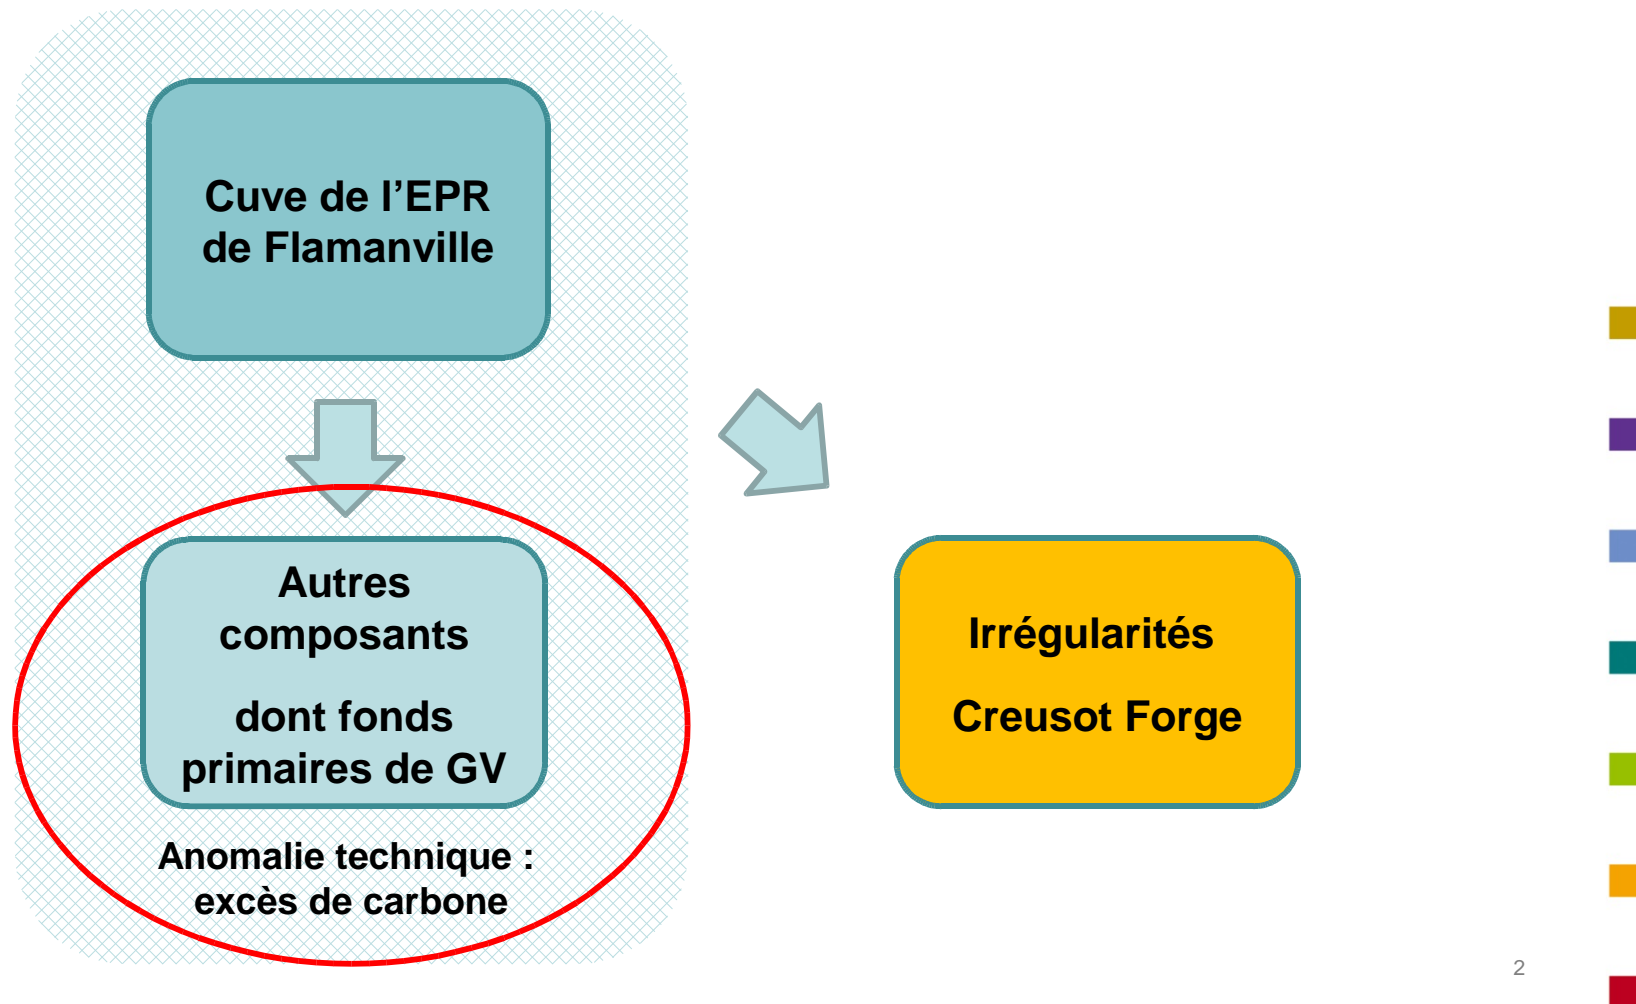 Cuve de l’EPR
de Flamanville
Autres
composants
dont fonds
primaires de GV
Anomalie technique :
excès de carbone
Irrégularités
Creusot Forge
2